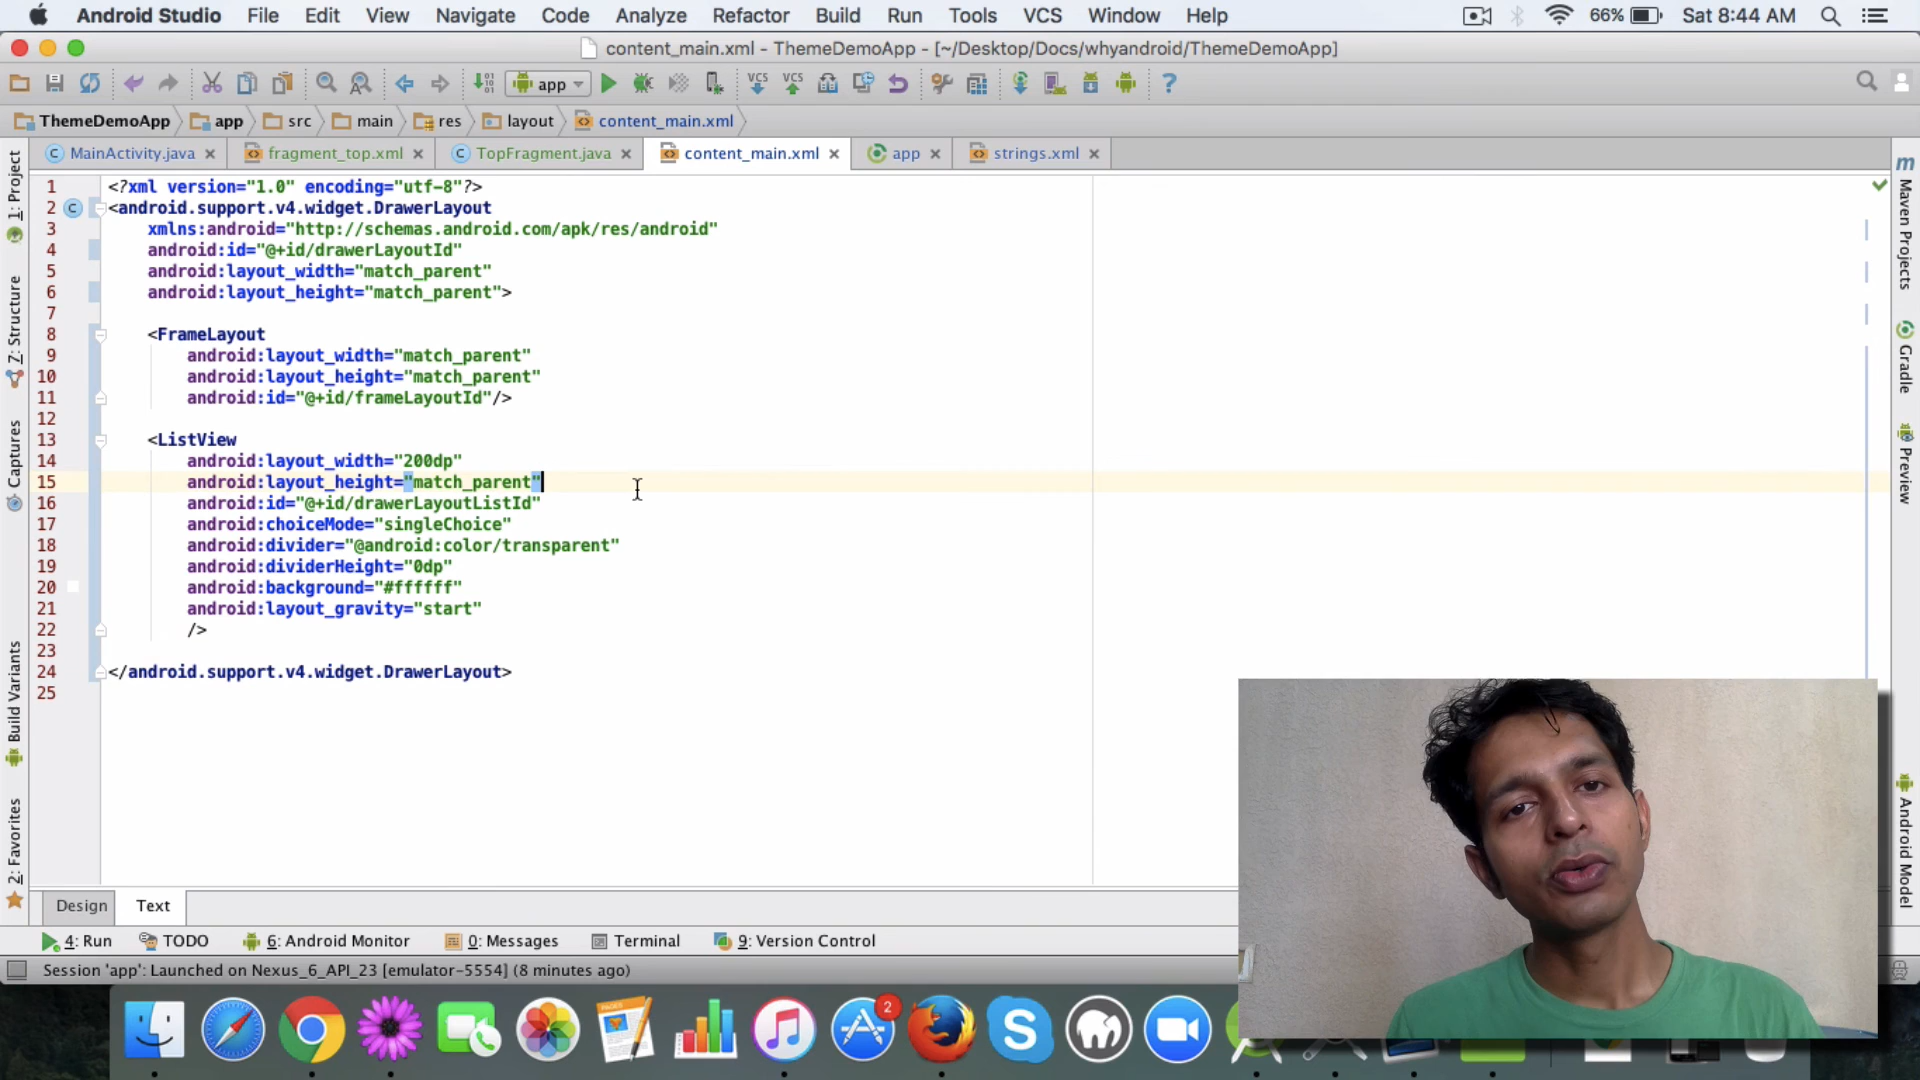 Android Studio File Edit View Navigate Code Analyze Refactor Build Run Tools VCS Window Help 66% Sat 8:44 AM
content_main.xml - ThemeDemoApp - [~/Desktop/Docs/whyandroid/ThemeDemoApp]
app VCS VCS ?
ThemeDemoApp app src main res layout content_main.xml
MainActivity.java fragment_top.xml TopFragment.java content_main.xml app strings.xml
1 <?xml version="1.0" encoding="utf-8"?>
2 C <android.support.v4.widget.DrawerLayout
3 xmlns:android="http://schemas.android.com/apk/res/android"
4 android:id="@+id/drawerLayoutId"
5 android:layout_width="match_parent"
6 android:layout_height="match_parent">
7
8 <FrameLayout
9 android:layout_width="match_parent"
10 android:layout_height="match_parent"
11 android:id="@+id/frameLayoutId"/>
12
13 <ListView
14 android:layout_width="200dp"
15 android:layout_height="match_parent"
16 android:id="@+id/drawerLayoutListId"
17 android:choiceMode="singleChoice"
18 android:divider="@android:color/transparent"
19 android:dividerHeight="0dp"
20 android:background="#ffffff"
21 android:layout_gravity="start"
22 />
23
24 </android.support.v4.widget.DrawerLayout>
25
1: Project
7: Structure
Captures
Build Variants
2: Favorites
Maven Projects
Gradle
Preview
Android Model
Design Text
4: Run TODO 6: Android Monitor 0: Messages Terminal 9: Version Control
Session 'app': Launched on Nexus_6_API_23 [emulator-5554] (8 minutes ago)
PAGES
2
S